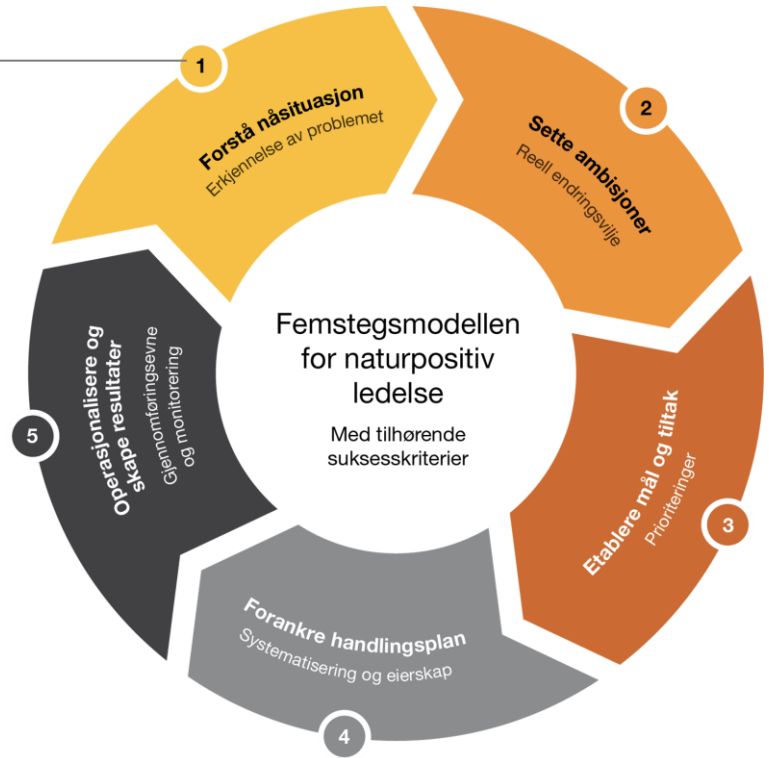 Femstegsmodellen
for naturpositiv
ledelse
Med tilhørende
suksesskriterier
1
Forstå nåsituasjon
Erkjennelse av problemet
2
Sette ambisjoner
Reell endringsvilje
3
Etablere mål og tiltak
Prioriteringer
4
Forankre handlingsplan
Systematisering og eierskap
5
Operasjonalisere og
skape resultater
Gjennomføringsevne
og monitorering